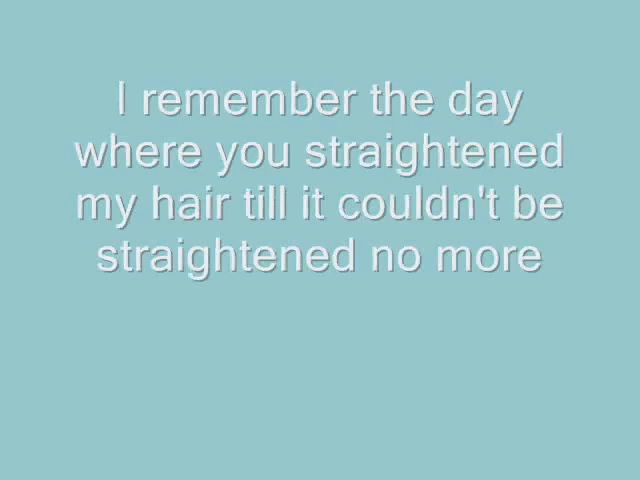 I remember the day
where you straightened
my hair till it couldn't be
straightened no more